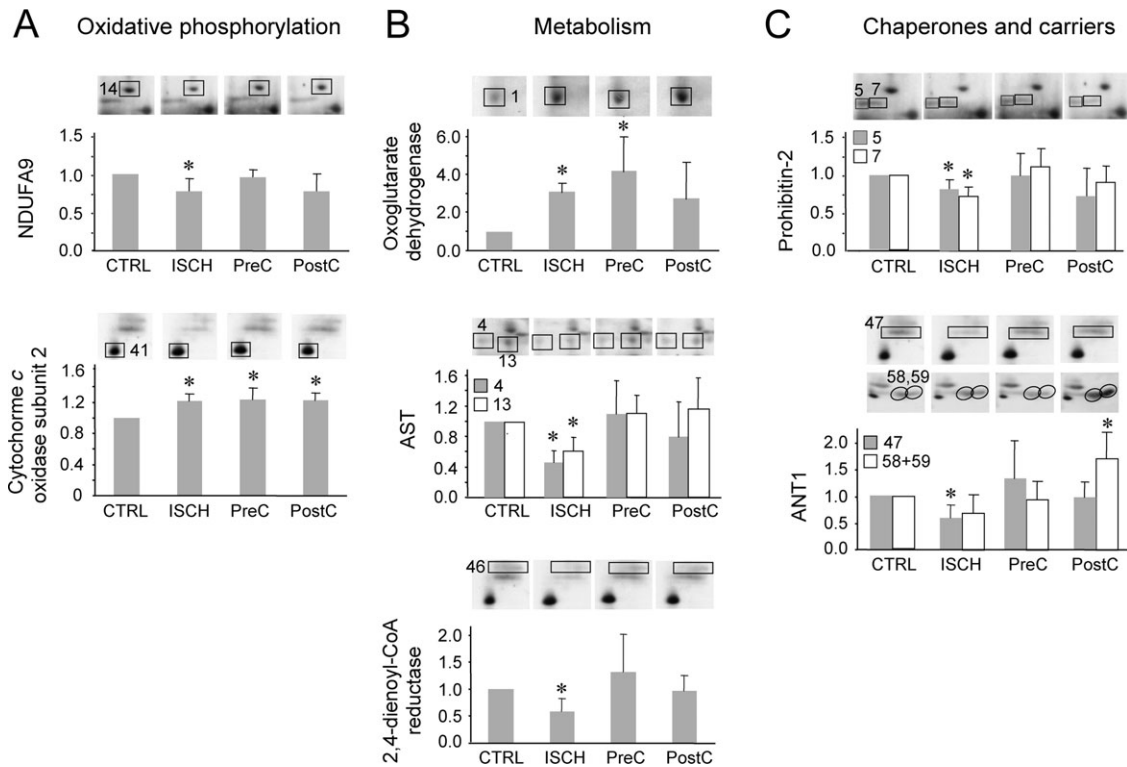 A Oxidative phosphorylation
14
1.5
1.0
0.5
0.0
NDUFA9
*
CTRL ISCH PreC PostC
41
1.6
1.2
0.8
0.4
0
Cytochorme c
oxidase subunit 2
* * *
CTRL ISCH PreC PostC
B Metabolism
1
6.0
4.0
2.0
0.0
Oxoglutarate
dehydrogenase
* *
CTRL ISCH PreC PostC
4
13
1.6
1.2
0.8
0.4
0.0
AST
4
13
* *
CTRL ISCH PreC PostC
46
2.0
1.5
1.0
0.5
0.0
2,4-dienoyl-CoA
reductase
*
CTRL ISCH PreC PostC
C Chaperones and carriers
5 7
1.5
1.0
0.5
0.0
Prohibitin-2
5
7
* *
CTRL ISCH PreC PostC
47
58,59
2.0
1.5
1.0
0.5
0.0
ANT1
47
58+59
* *
CTRL ISCH PreC PostC